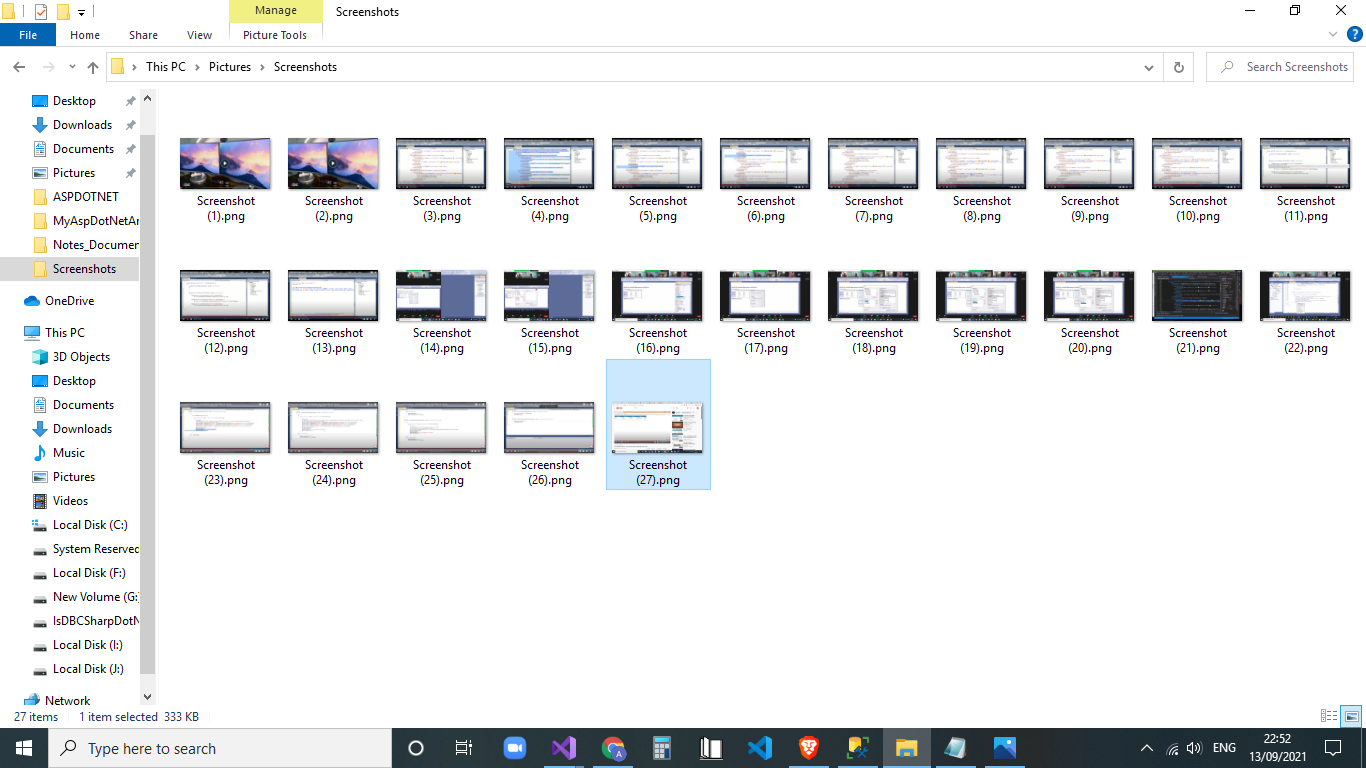 Manage
Screenshots
File
Home
Share
View
Picture Tools
This PC
Pictures
Screenshots
Search Screenshots
Desktop
Downloads
Documents
Pictures
ASPDOTNET
MyAspDotNetAr
Notes_Documen
Screenshots
OneDrive
This PC
3D Objects
Desktop
Documents
Downloads
Music
Pictures
Videos
Local Disk (C:)
System Reserved
Local Disk (F:)
New Volume (G:
IsDBCSharpDotN
Local Disk (I:)
Local Disk (J:)
Network
Screenshot
(1).png
Screenshot
(2).png
Screenshot
(3).png
Screenshot
(4).png
Screenshot
(5).png
Screenshot
(6).png
Screenshot
(7).png
Screenshot
(8).png
Screenshot
(9).png
Screenshot
(10).png
Screenshot
(11).png
Screenshot
(12).png
Screenshot
(13).png
Screenshot
(14).png
Screenshot
(15).png
Screenshot
(16).png
Screenshot
(17).png
Screenshot
(18).png
Screenshot
(19).png
Screenshot
(20).png
Screenshot
(21).png
Screenshot
(22).png
Screenshot
(23).png
Screenshot
(24).png
Screenshot
(25).png
Screenshot
(26).png
Screenshot
(27).png
27 items
1 item selected 333 KB
Type here to search
ENG
22:52
13/09/2021